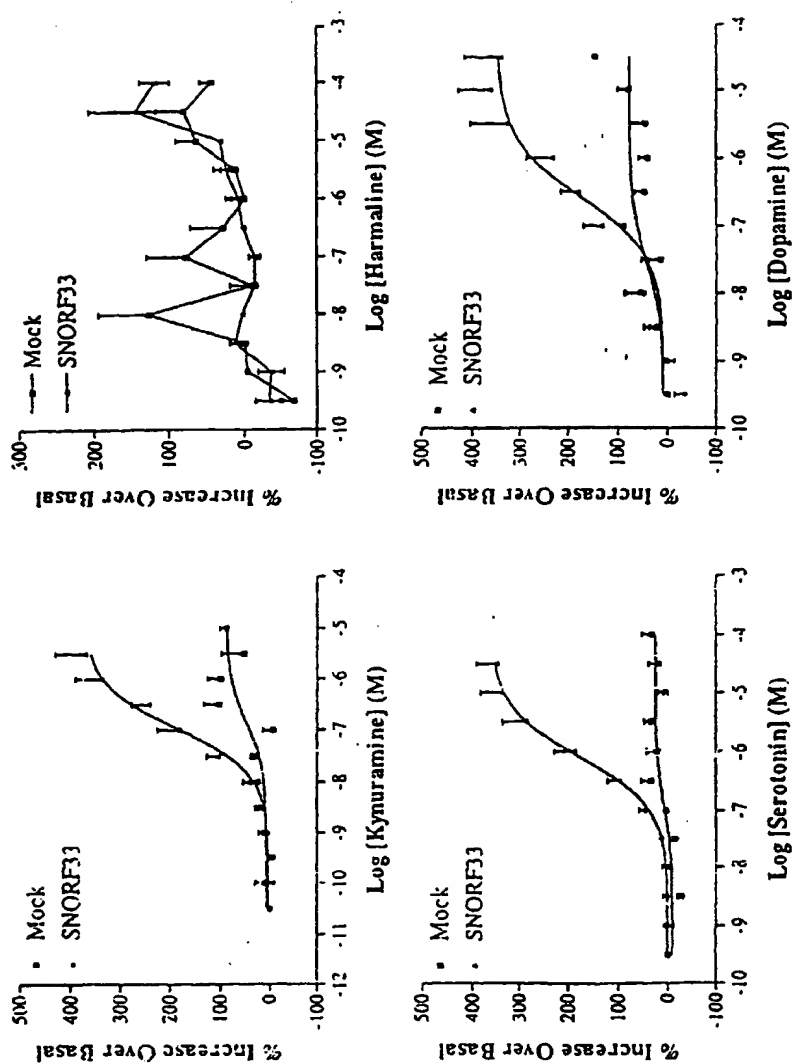 Mock
SNORF33
% Increase Over Basal
500
400
300
200
100
0
-100
-12 -10.5 -10 -9 -8 -7 -6 -5 -4
Log [Kynuramine] (M)
Mock
SNORF33
% Increase Over Basal
300
200
100
0
-100
-10 -9 -8 -7 -6 -5 -4 -3
Log [Harmaline] (M)
Mock
SNORF33
% Increase Over Basal
500
400
300
200
100
0
-100
-10 -9 -8 -7 -6 -5 -4 -3
Log [Serotonin] (M)
Mock
SNORF33
% Increase Over Basal
500
400
300
200
100
0
-100
-10 -9 -8 -7 -6 -5 -4
Log [Dopamine] (M)